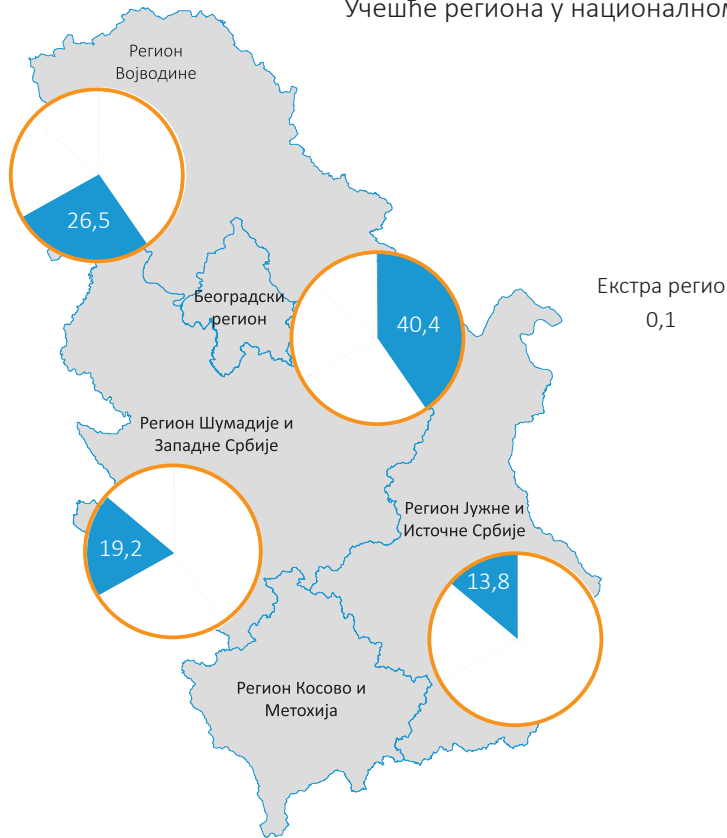 Учешће региона у националном
Регион
Војводине
26,5
Београдски
регион
40,4
Екстра регио
0,1
Регион Шумадије и
Западне Србије
19,2
Регион Јужне и
Источне Србије
13,8
Регион Косово и
Метохија